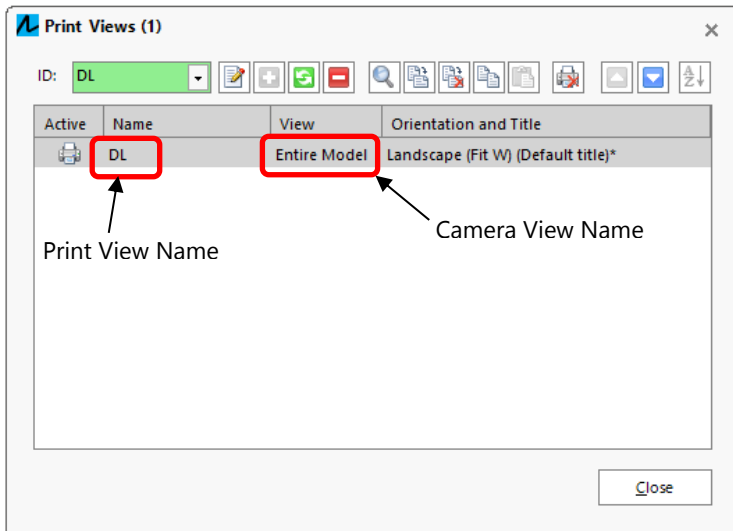 Print Views (1)
ID: DL
Active Name View Orientation and Title
DL Entire Model Landscape (Fit W) (Default title)*
Print View Name
Camera View Name
Close